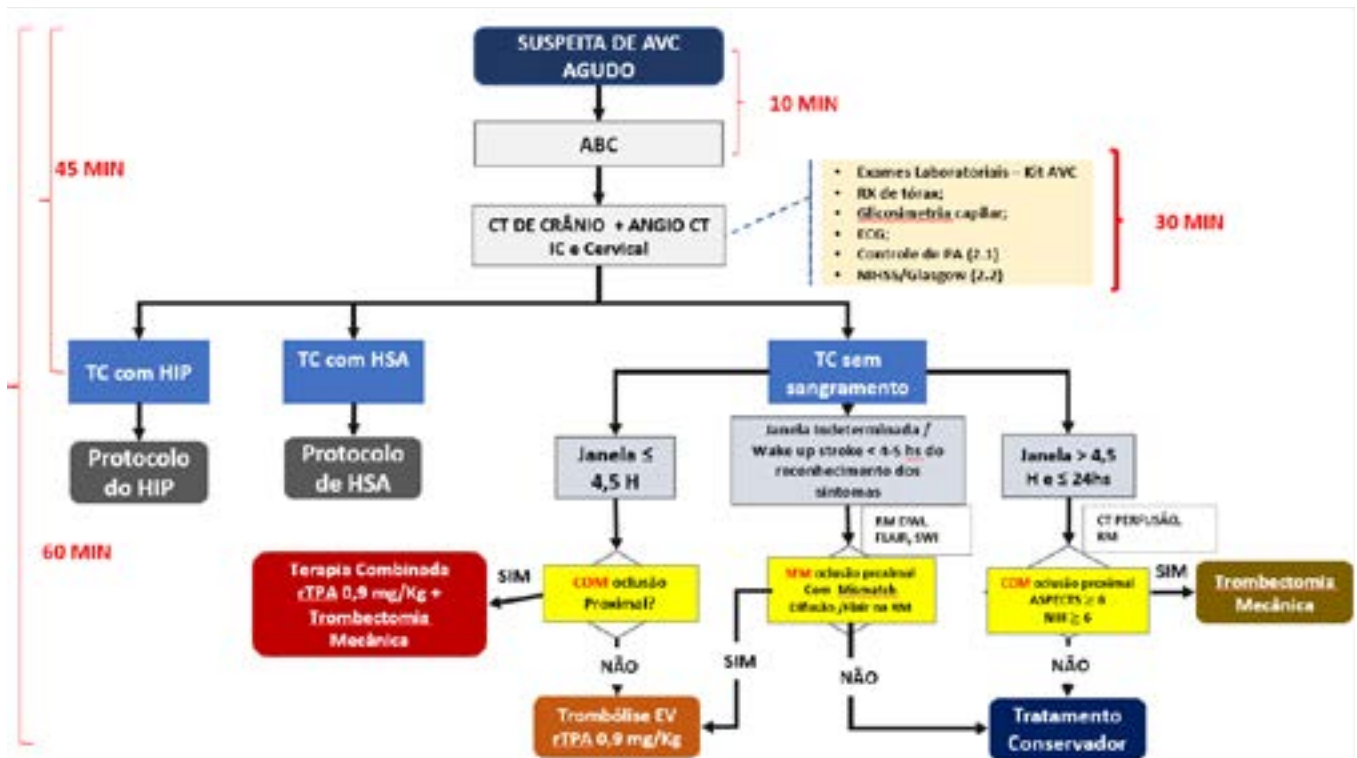 SUSPEITA DE AVC
AGUDO
10 MIN
ABC
45 MIN
CT DE CRÂNIO + ANGIO CT
IC e Cervical
• Exames Laboratoriais – Kit AVC
• RX de tórax;
• Glicosimetria capilar;
• ECG;
• Controle de PA (2.1)
• NIHSS/Glasgow (2.2)
30 MIN
TC com HIP
TC com HSA
TC sem
sangramento
Protocolo
do HIP
Protocolo
de HSA
Janela ≤
4,5 H
Janela Indeterminada /
Wake up stroke < 4-5 hs do
reconhecimento dos
sintomas
Janela > 4,5
H e ≤ 24hs
RM DWI,
FLAIR, SWI
CT PERFUSÃO,
RM
60 MIN
Terapia Combinada
rTPA 0,9 mg/Kg +
Trombectomia
Mecânica
SIM
COM oclusão
Proximal?
SEM oclusão proximal
Com Mismatch
Difusão /Flair na RM
COM oclusão proximal
ASPECTS ≥ 6
NIH ≥ 6
SIM
Trombectomia
Mecânica
NÃO
SIM
NÃO
NÃO
Trombólise EV
rTPA 0,9 mg/Kg
Tratamento
Conservador